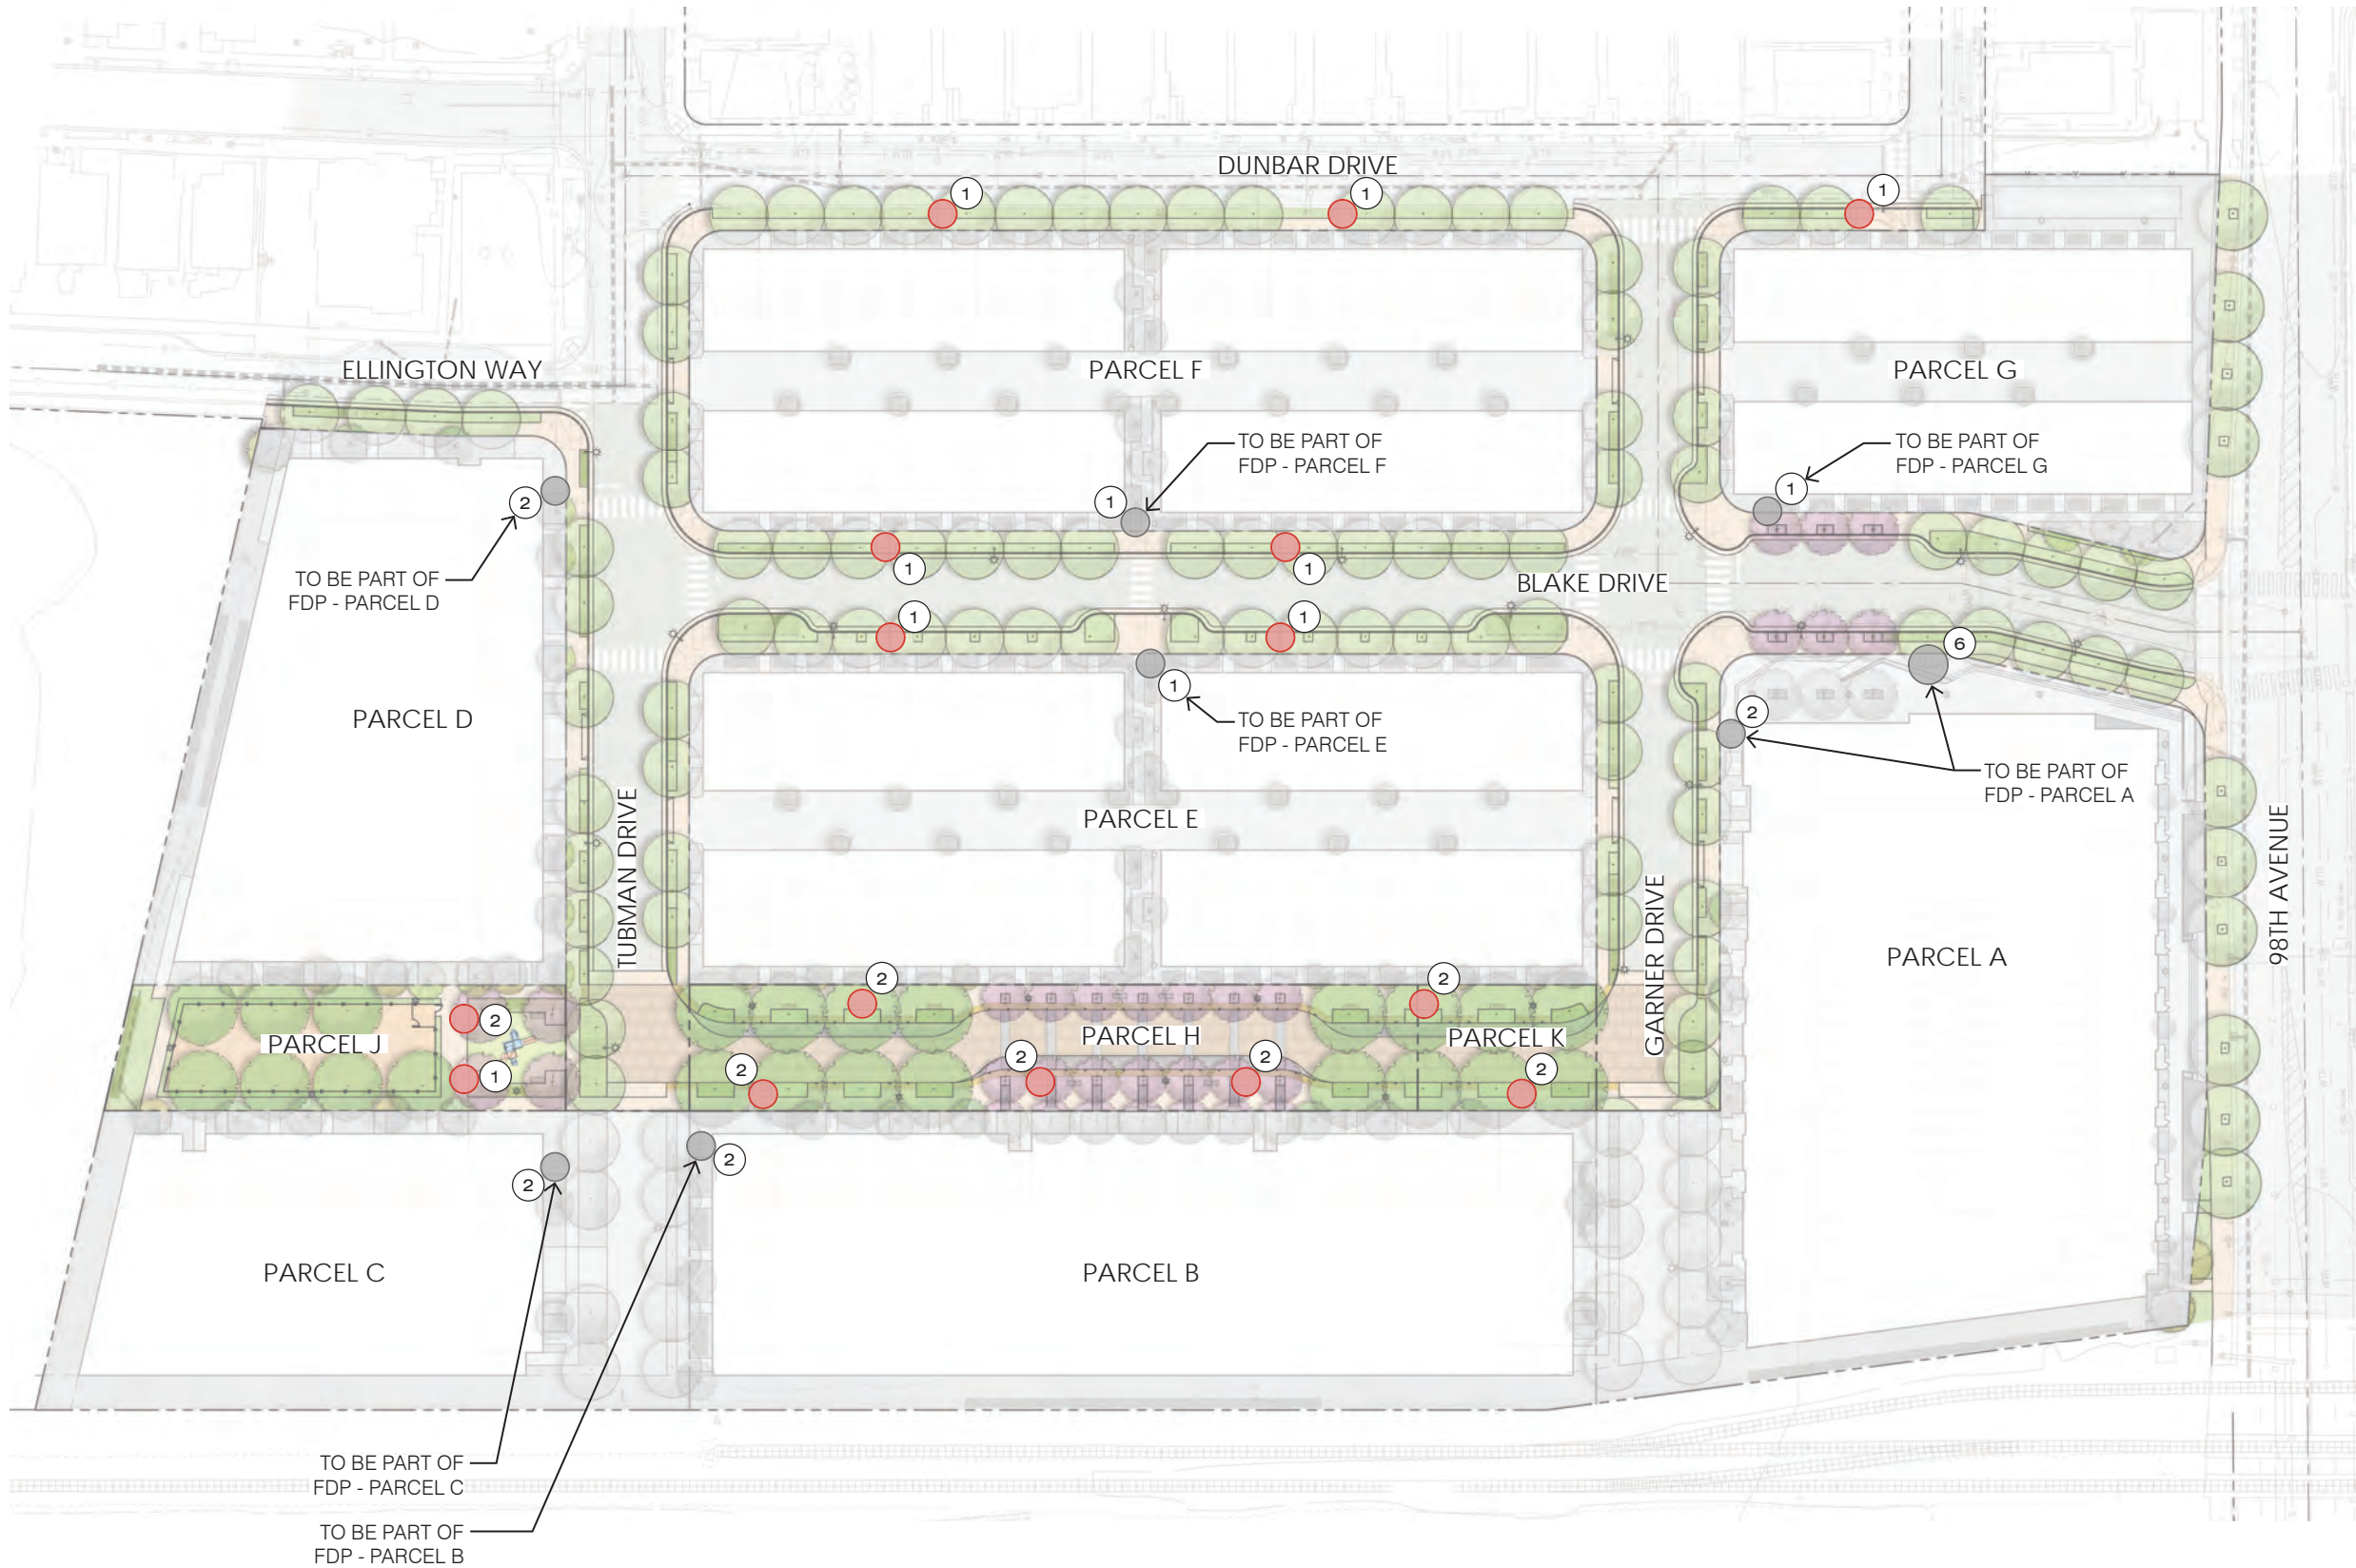 DUNBAR DRIVE
1
1
1
ELLINGTON WAY
PARCEL F
PARCEL G
TO BE PART OF
FDP - PARCEL F
TO BE PART OF
FDP - PARCEL G
2
1
1
TO BE PART OF
FDP - PARCEL D
1
1
BLAKE DRIVE
1
1
6
PARCEL D
1
TO BE PART OF
FDP - PARCEL E
2
TO BE PART OF
FDP - PARCEL A
TUBMAN DRIVE
PARCEL E
GARNER DRIVE
98TH AVENUE
PARCEL A
2
2
2
PARCEL J
1
PARCEL H
PARCEL K
2
2
2
2
2
2
PARCEL C
PARCEL B
TO BE PART OF
FDP - PARCEL C
TO BE PART OF
FDP - PARCEL B